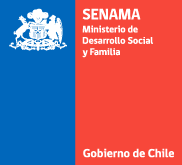 SENAMA
Ministerio de
Desarrollo Social
y Familia
Gobierno de Chile